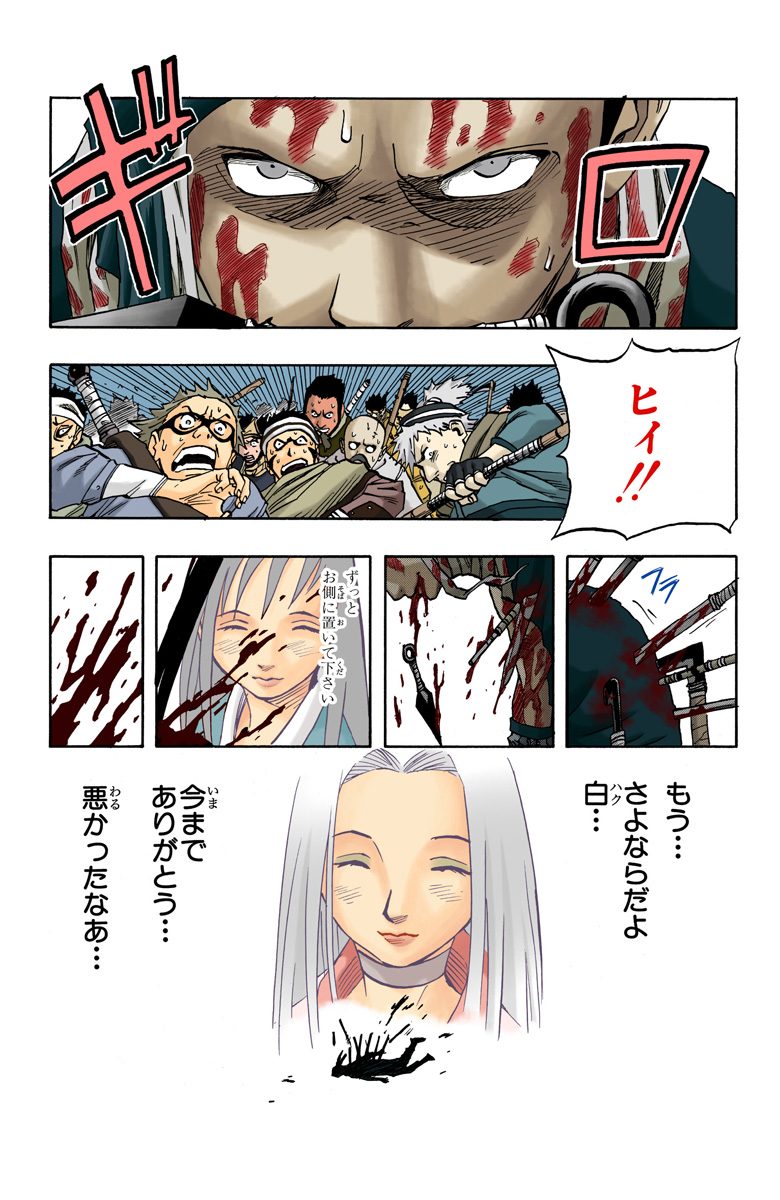 ギロ
ヒィ!!
フラ
ずっと
お側に置いて下さい
もう…
さよならだよ
白…
今まで
ありがとう…
悪かったなあ…